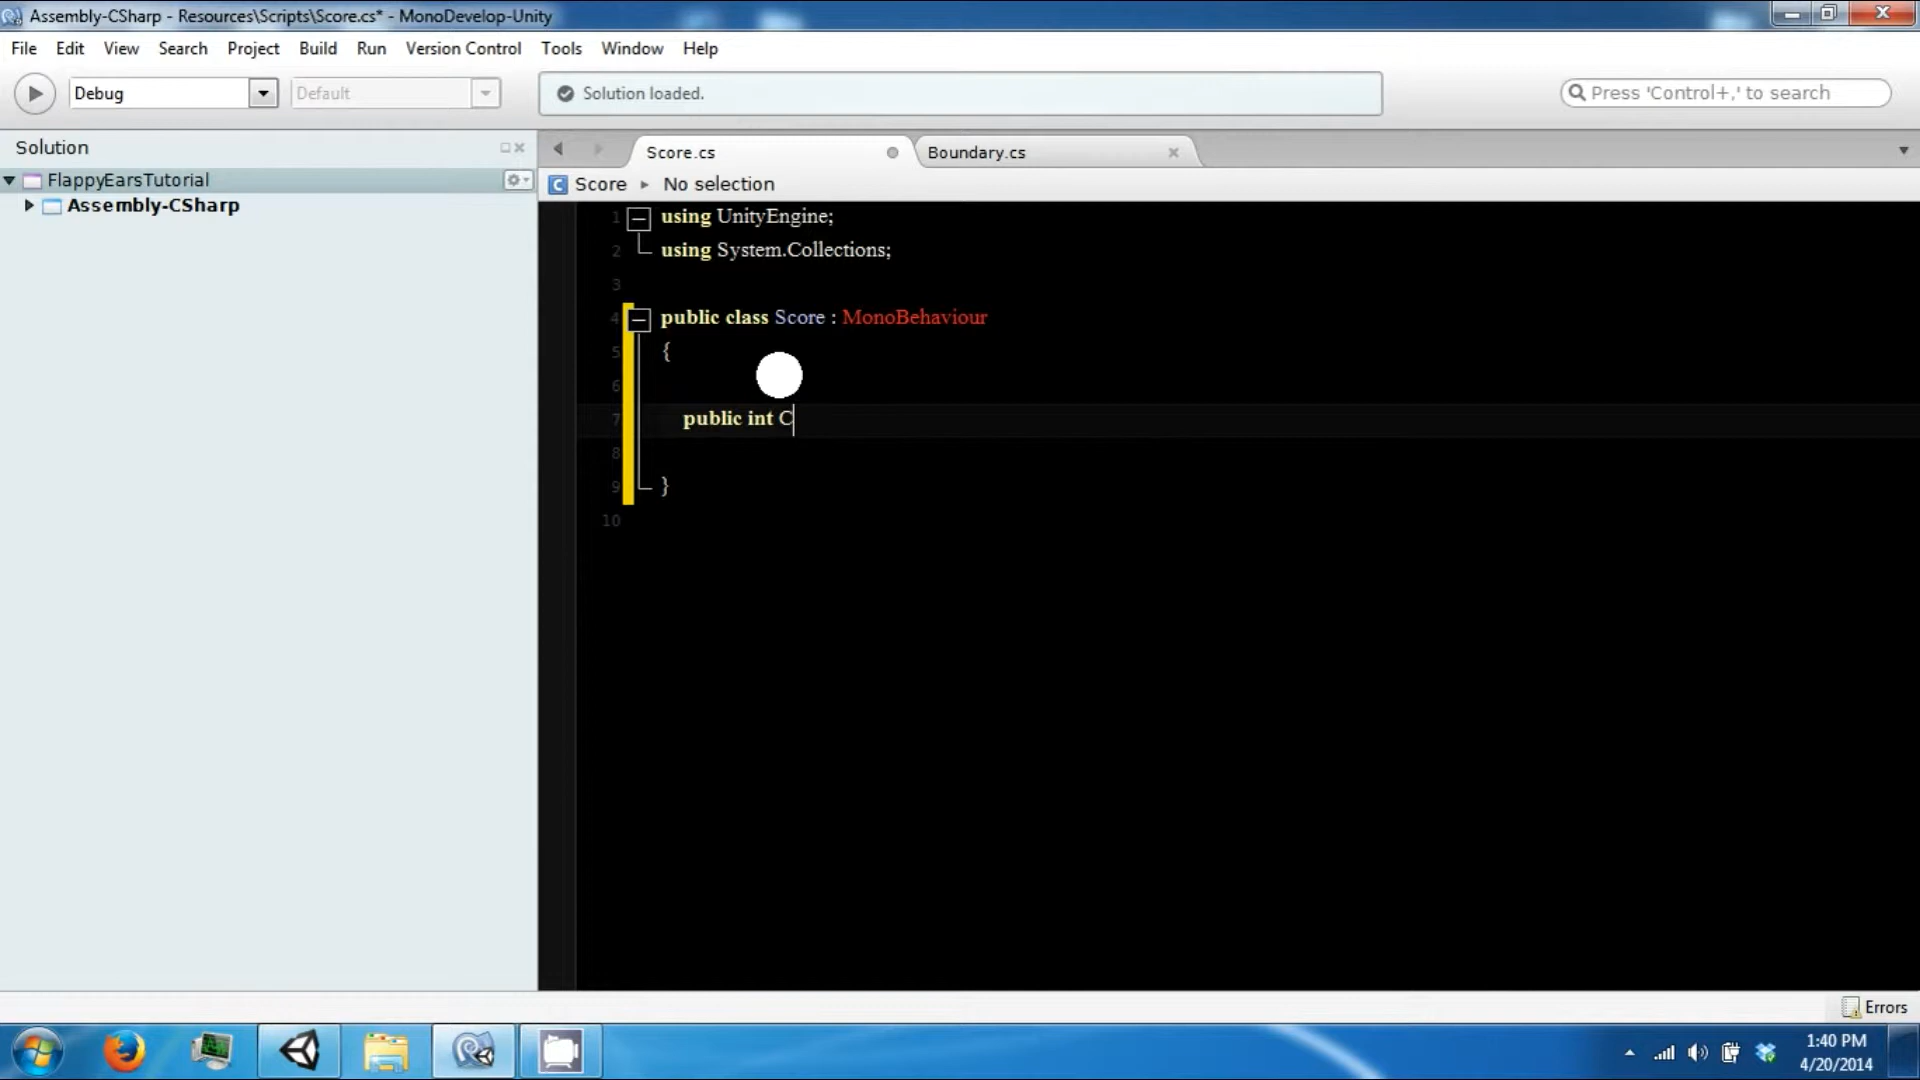 Assembly-CSharp - Resources\Scripts\Score.cs* - MonoDevelop-Unity
File Edit View Search Project Build Run Version Control Tools Window Help
Debug Default Solution loaded. Press 'Control+,' to search
Solution
Score.cs Boundary.cs
FlappyEarsTutorial
Score No selection
Assembly-CSharp
1 using UnityEngine;
2 using System.Collections;
3
4 public class Score : MonoBehaviour
5 {
6
7 public int C
8
9 }
10
Errors
1:40 PM
4/20/2014